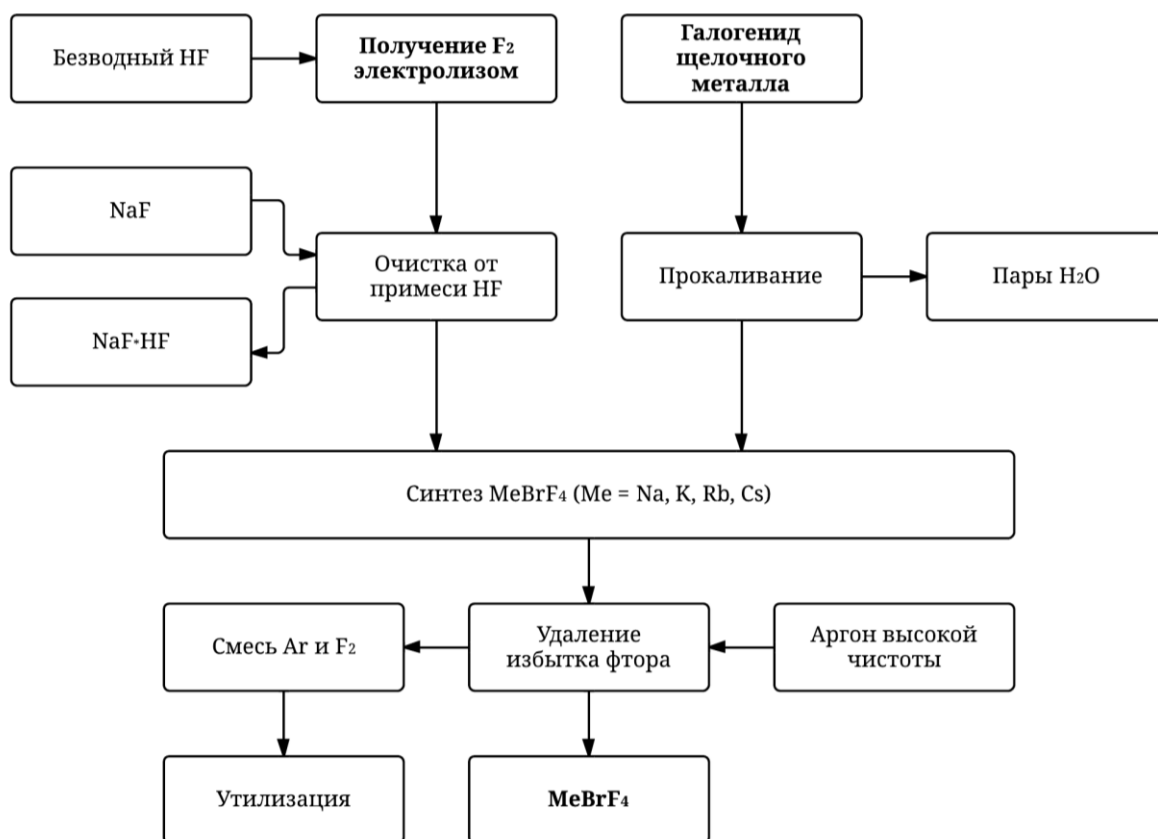 Безводный HF
Получение F₂
электролизом
Галогенид
щелочного
металла
NaF
Очистка от
примеси HF
Прокаливание
Пары H₂O
NaF·HF
Синтез MeBrF₄ (Me = Na, K, Rb, Cs)
Смесь Ar и F₂
Удаление
избытка фтора
Аргон высокой
чистоты
Утилизация
MeBrF₄